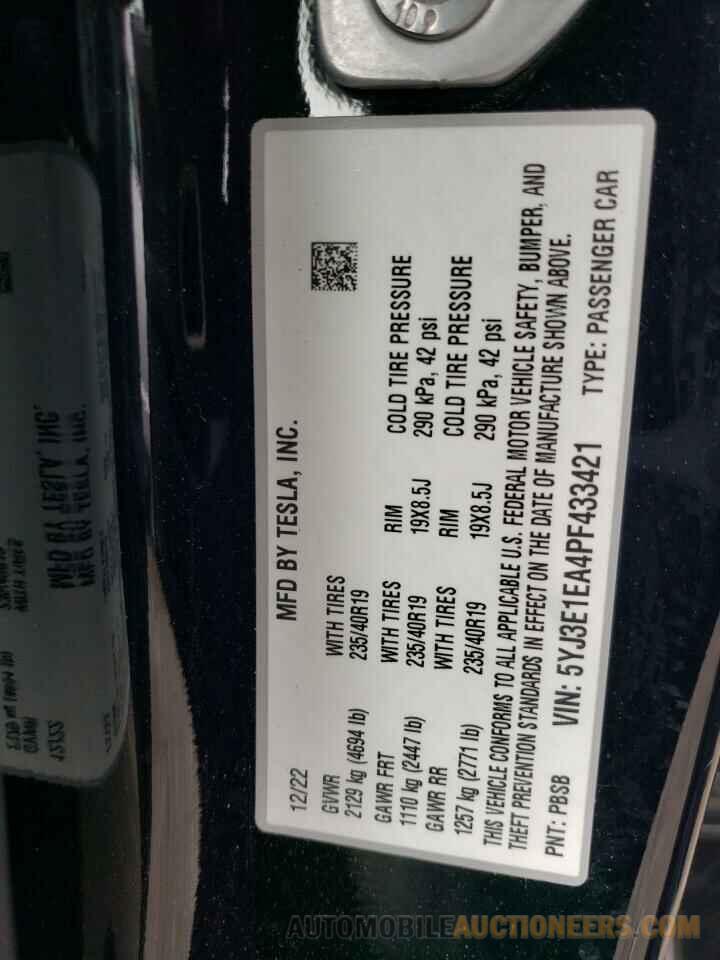 MFD BY TESLA, INC.
12/22
GVWR WITH TIRES
2129 kg (4694 lb) 235/40R19
GAWR FRT WITH TIRES RIM COLD TIRE PRESSURE
1110 kg (2447 lb) 235/40R19 19X8.5J 290 kPa, 42 psi
GAWR RR WITH TIRES RIM COLD TIRE PRESSURE
1257 kg (2771 lb) 235/40R19 19X8.5J 290 kPa, 42 psi
THIS VEHICLE CONFORMS TO ALL APPLICABLE U.S. FEDERAL MOTOR VEHICLE SAFETY, BUMPER, AND
THEFT PREVENTION STANDARDS IN EFFECT ON THE DATE OF MANUFACTURE SHOWN ABOVE.
PNT: PBSB VIN: 5YJ3E1EA4PF433421 TYPE: PASSENGER CAR
10.9
AUTOMOBILEAUCTIONEERS.COM